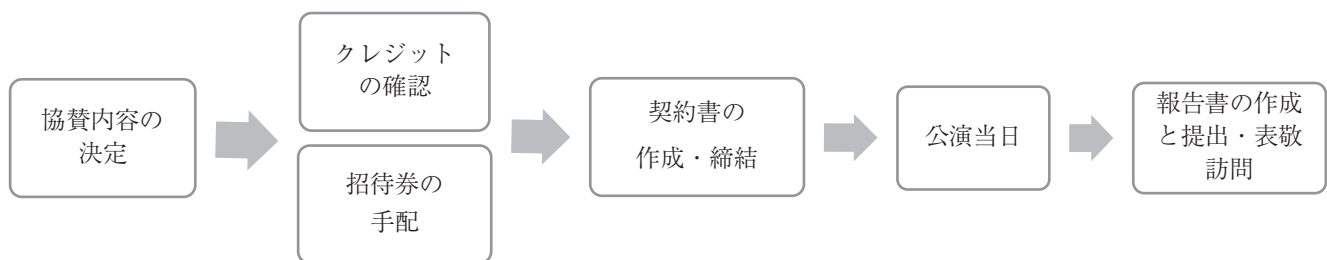 協賛内容の
決定
クレジット
の確認
招待券の
手配
契約書の
作成・締結
公演当日
報告書の作成
と提出・表敬
訪問